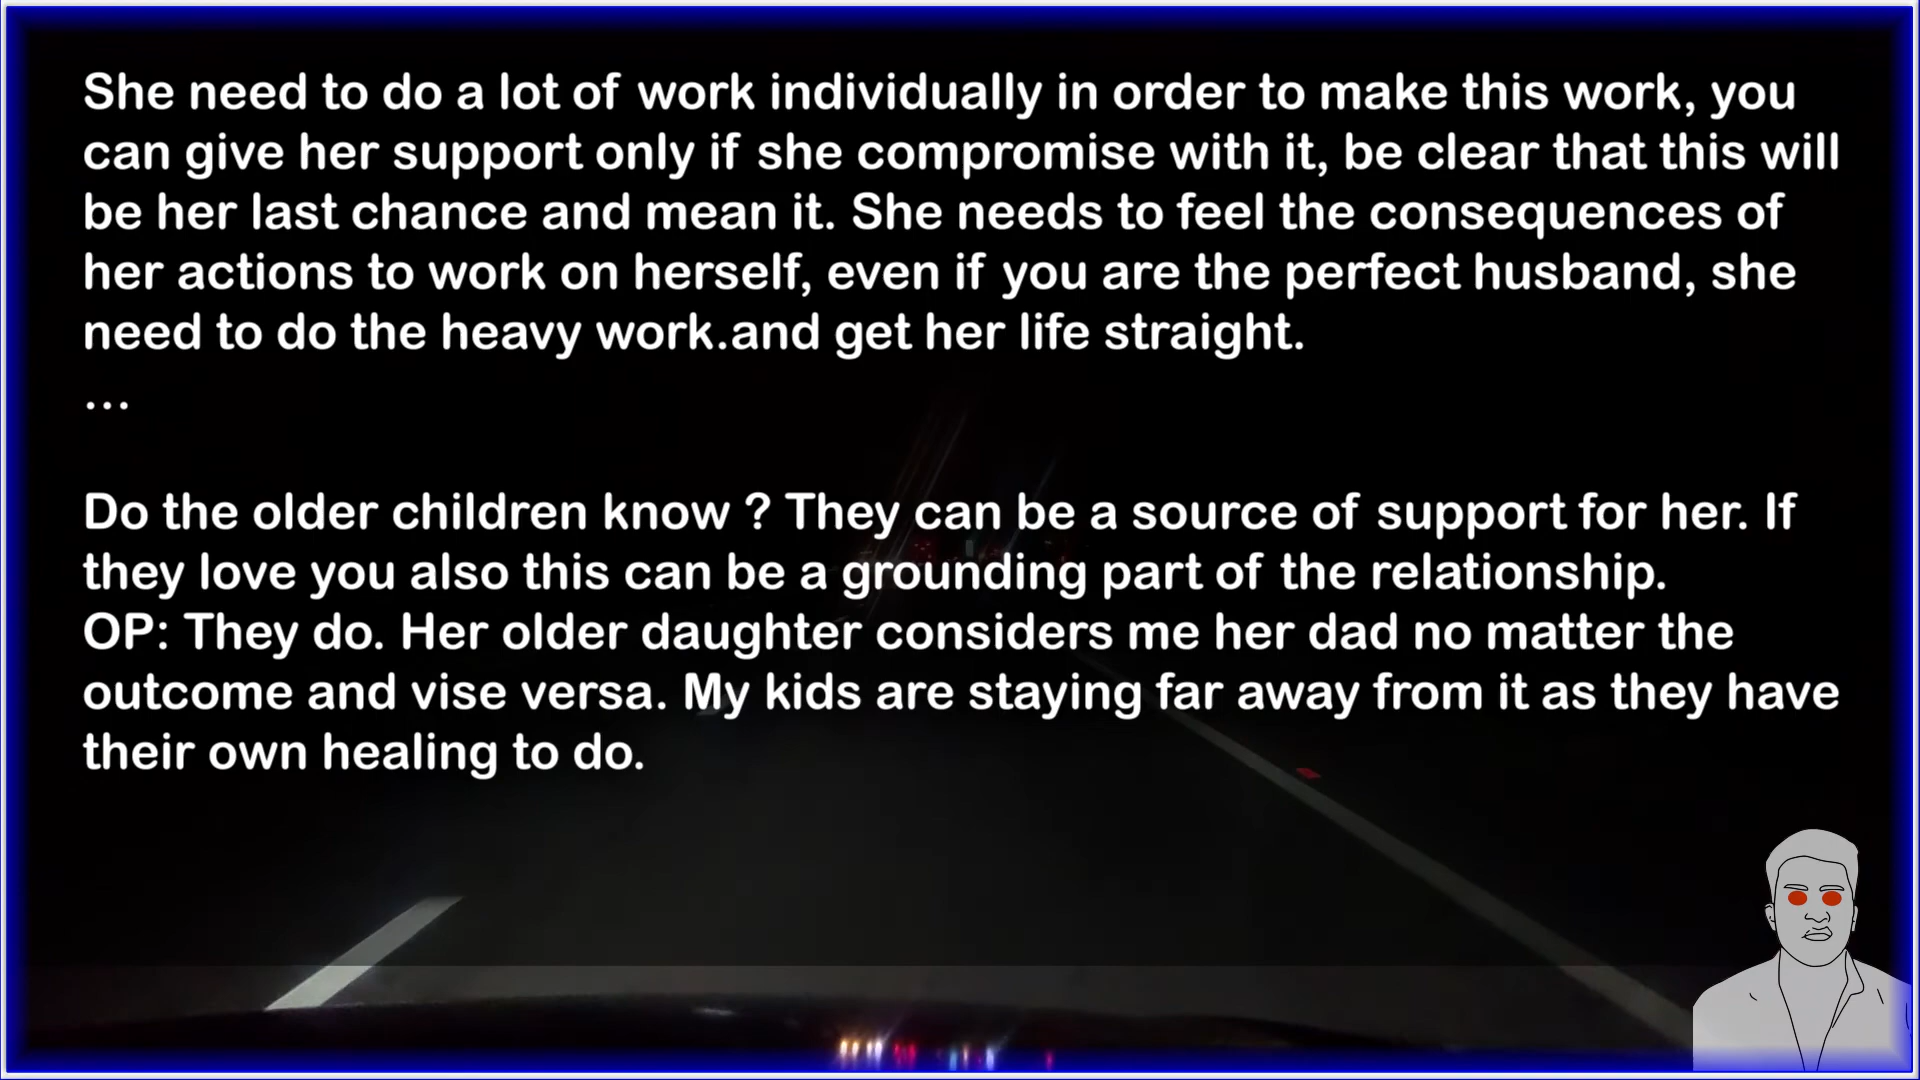 She need to do a lot of work individually in order to make this work, you
can give her support only if she compromise with it, be clear that this will
be her last chance and mean it. She needs to feel the consequences of
her actions to work on herself, even if you are the perfect husband, she
need to do the heavy work.and get her life straight.
...
Do the older children know ? They can be a source of support for her. If
they love you also this can be a grounding part of the relationship.
OP: They do. Her older daughter considers me her dad no matter the
outcome and vise versa. My kids are staying far away from it as they have
their own healing to do.